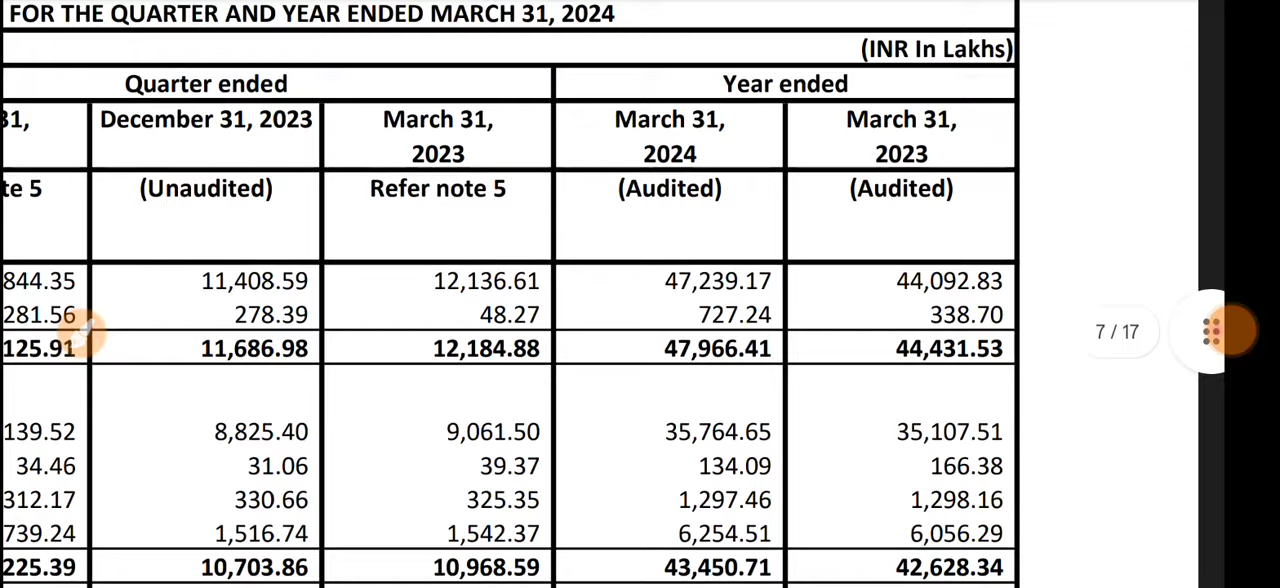 FOR THE QUARTER AND YEAR ENDED MARCH 31, 2024
(INR In Lakhs)
Quarter ended Year ended
31, December 31, 2023 March 31, 2023 March 31, 2024 March 31, 2023
te 5 (Unaudited) Refer note 5 (Audited) (Audited)
844.35 11,408.59 12,136.61 47,239.17 44,092.83
281.56 278.39 48.27 727.24 338.70
125.91 11,686.98 12,184.88 47,966.41 44,431.53
7 / 17
139.52 8,825.40 9,061.50 35,764.65 35,107.51
34.46 31.06 39.37 134.09 166.38
312.17 330.66 325.35 1,297.46 1,298.16
739.24 1,516.74 1,542.37 6,254.51 6,056.29
225.39 10,703.86 10,968.59 43,450.71 42,628.34